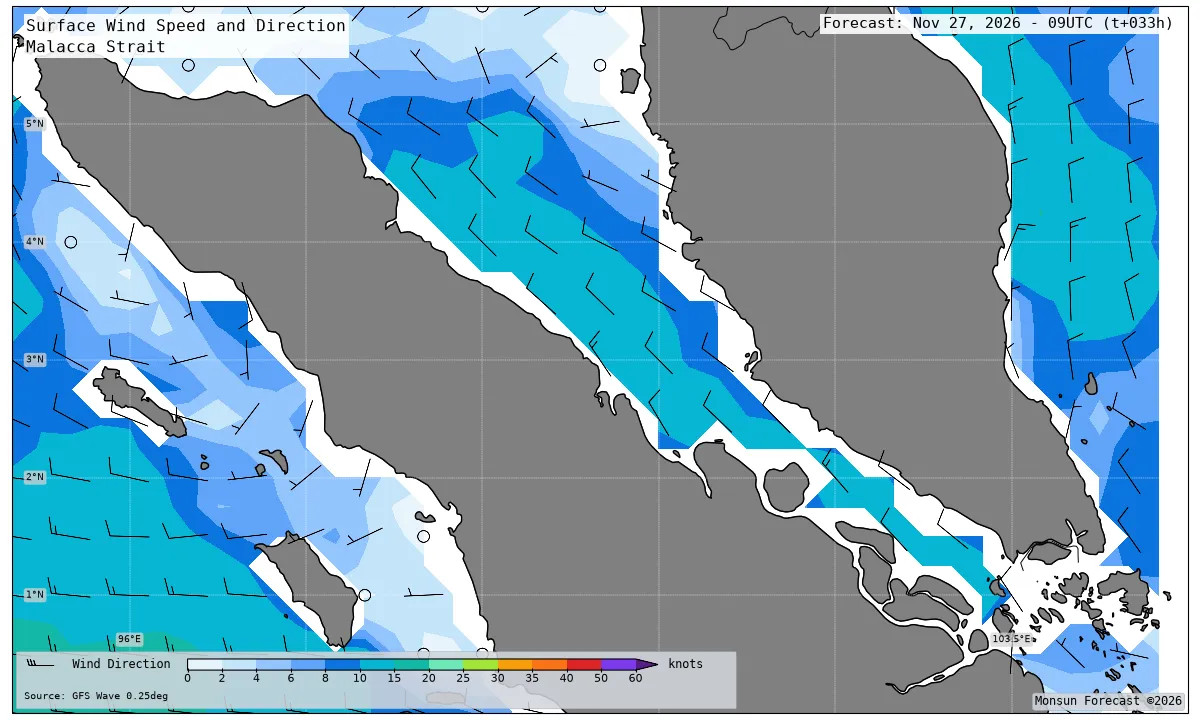 Surface Wind Speed and Direction
Malacca Strait
Forecast: Nov 27, 2026 - 09UTC (t+033h)
5°N
4°N
3°N
2°N
1°N
96°E
103.5°E
Wind Direction
knots
0 2 4 6 8 10 15 20 25 30 35 40 50 60
Source: GFS Wave 0.25deg
Monsun Forecast ©2026